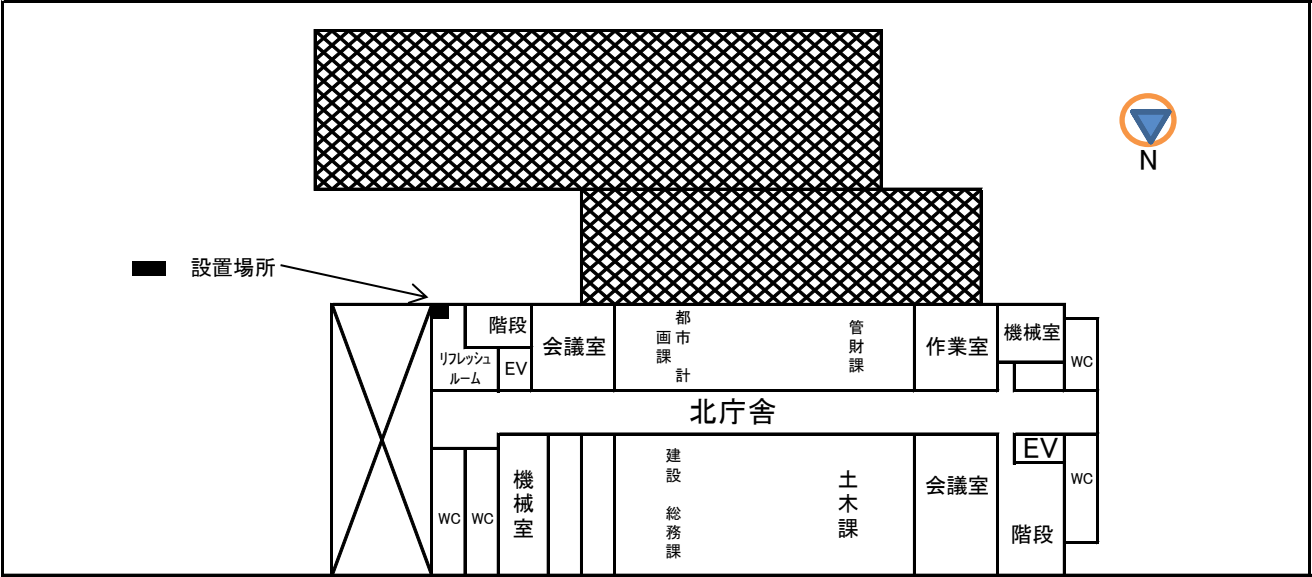 N
設置場所
階段
リフレッシュ
ルーム
EV
会議室
都市計
画課
管財課
作業室
機械室
WC
北庁舎
WC
WC
機械室
建設 総務課
土木課
会議室
EV
階段
WC